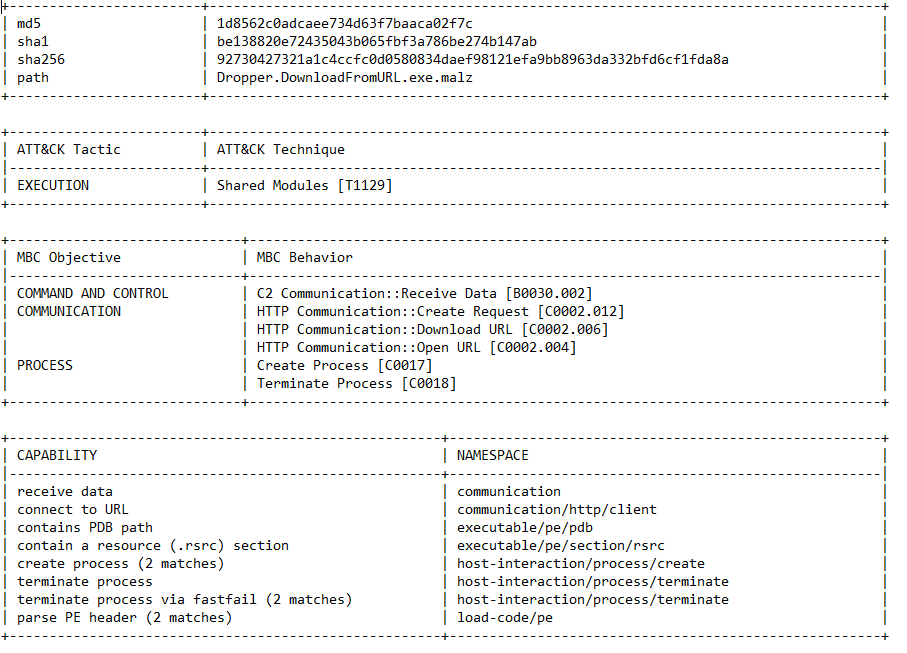 md5 | 1d8562c0adcaee734d63f7baaca02f7c
sha1 | be138820e72435043b065fbf3a786be274b147ab
sha256 | 92730427321a1c4ccfc0d0580834daef98121efa9bb8963da332bfd6cf1fda8a
path | Dropper.DownloadFromURL.exe.malz
ATT&CK Tactic | ATT&CK Technique
EXECUTION | Shared Modules [T1129]
MBC Objective | MBC Behavior
COMMAND AND CONTROL | C2 Communication::Receive Data [B0030.002]
COMMUNICATION | HTTP Communication::Create Request [C0002.012]
| HTTP Communication::Download URL [C0002.006]
| HTTP Communication::Open URL [C0002.004]
PROCESS | Create Process [C0017]
| Terminate Process [C0018]
CAPABILITY | NAMESPACE
receive data | communication
connect to URL | communication/http/client
contains PDB path | executable/pe/pdb
contain a resource (.rsrc) section | executable/pe/section/rsrc
create process (2 matches) | host-interaction/process/create
terminate process | host-interaction/process/terminate
terminate process via fastfail (2 matches) | host-interaction/process/terminate
parse PE header (2 matches) | load-code/pe